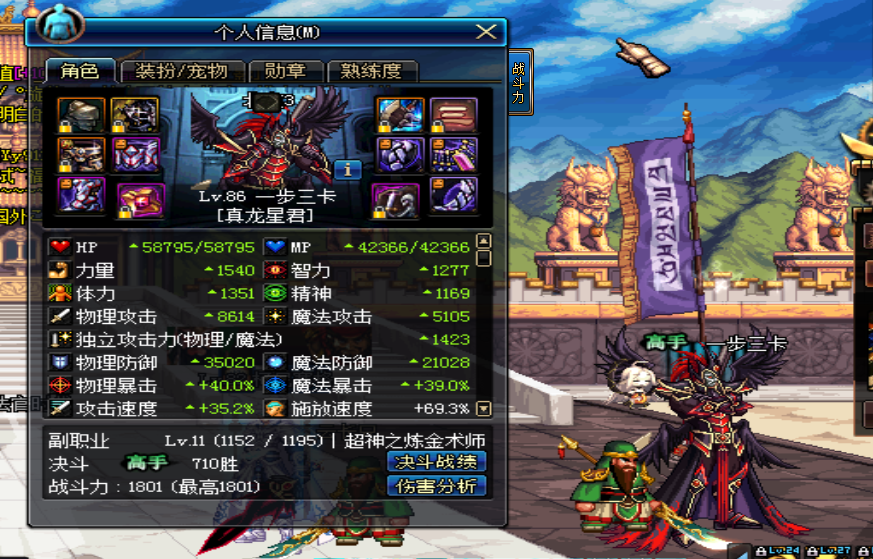 个人信息(M)
角色
装扮/宠物
勋章
熟练度
战斗力
Lv.86 一步三卡
[真龙星君]
HP 58795/58795 MP 42366/42366
力量 1540 智力 1277
体力 1351 精神 1169
物理攻击 8614 魔法攻击 5105
独立攻击力(物理/魔法) 1423
物理防御 35020 魔法防御 21028
物理暴击 +40.0% 魔法暴击 +39.0%
攻击速度 +35.2% 施放速度 +69.3%
副职业 Lv.11 (1152 / 1195) | 超神之炼金术师
决斗 高手 710胜 决斗战绩
战斗力 : 1801 (最高1801) 伤害分析
高手 一步三卡
Lv.24 Lv.27